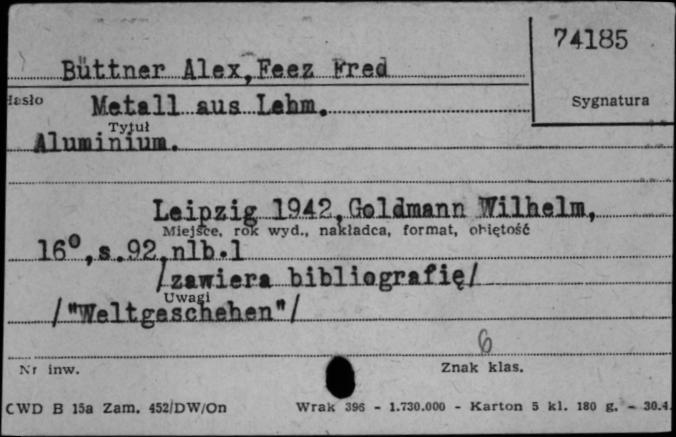 74185
Büttner Alex, Feez Fred
Hasło
Metall aus Lehm.
Sygnatura
Tytuł
Aluminium.
Leipzig 1942, Goldmann Wilhelm,
Miejsce, rok wyd., nakładca, format, objętość
16°, s.92, nlb.1
/zawiera bibliografię/
Uwagi
/"Weltgeschehen"/
6
Nr inw.
Znak klas.
CWD B 15a Zam. 452/DW/On
Wrak 396 - 1.730.000 - Karton 5 kl. 180 g. - 30.4.